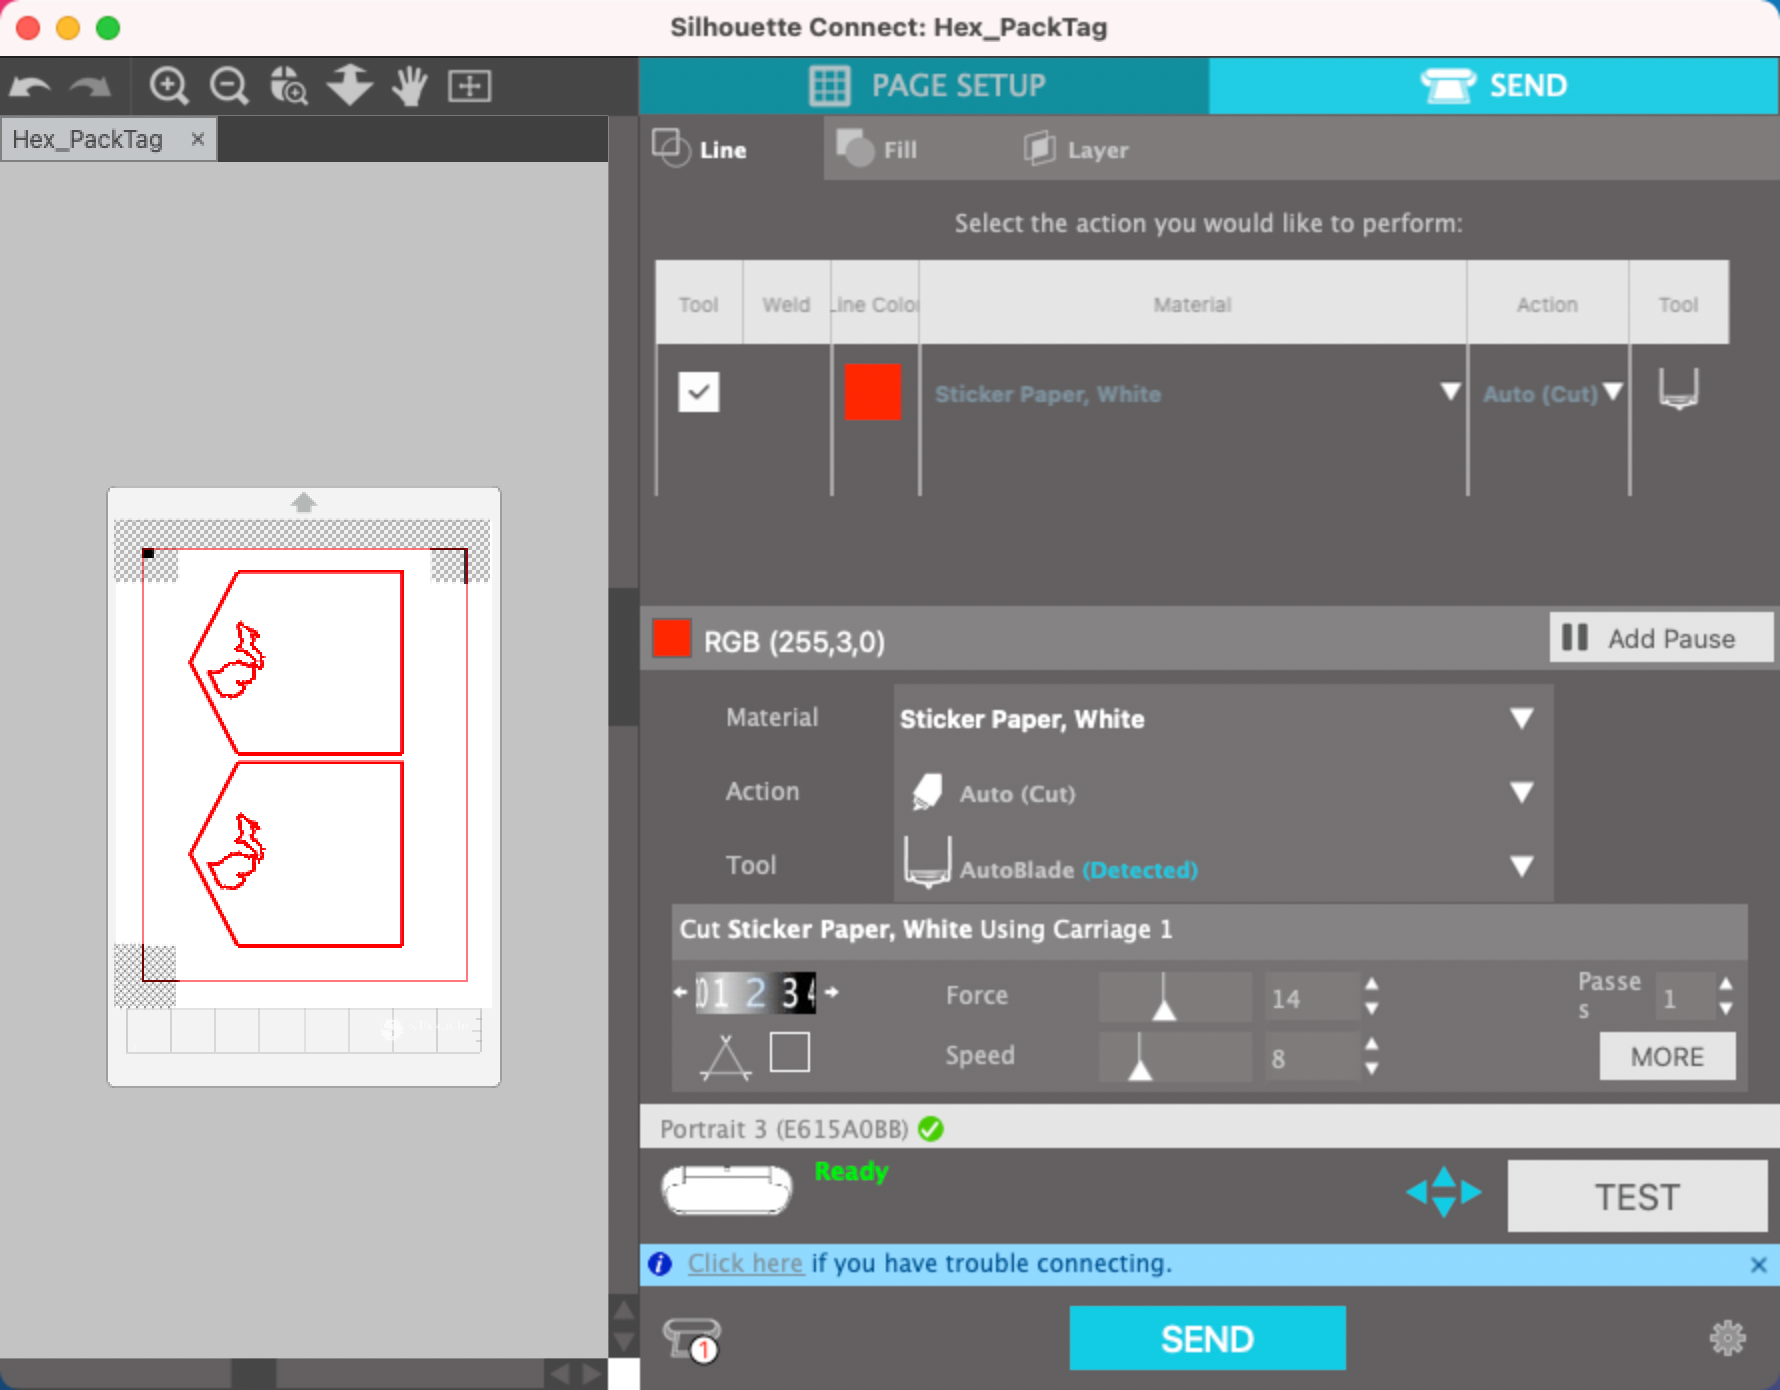 Silhouette Connect: Hex_PackTag
PAGE SETUP
SEND
Hex_PackTag ×
Line
Fill
Layer
Select the action you would like to perform:
Tool
Weld
Line Color
Material
Action
Tool
Sticker Paper, White
Auto (Cut)
RGB (255,3,0)
Add Pause
Material
Sticker Paper, White
Action
Auto (Cut)
Tool
AutoBlade (Detected)
Cut Sticker Paper, White Using Carriage 1
1 2 3
Force
14
Passe
s
1
Speed
8
MORE
Portrait 3 (E615A0BB)
Ready
TEST
Click here if you have trouble connecting.
1
SEND